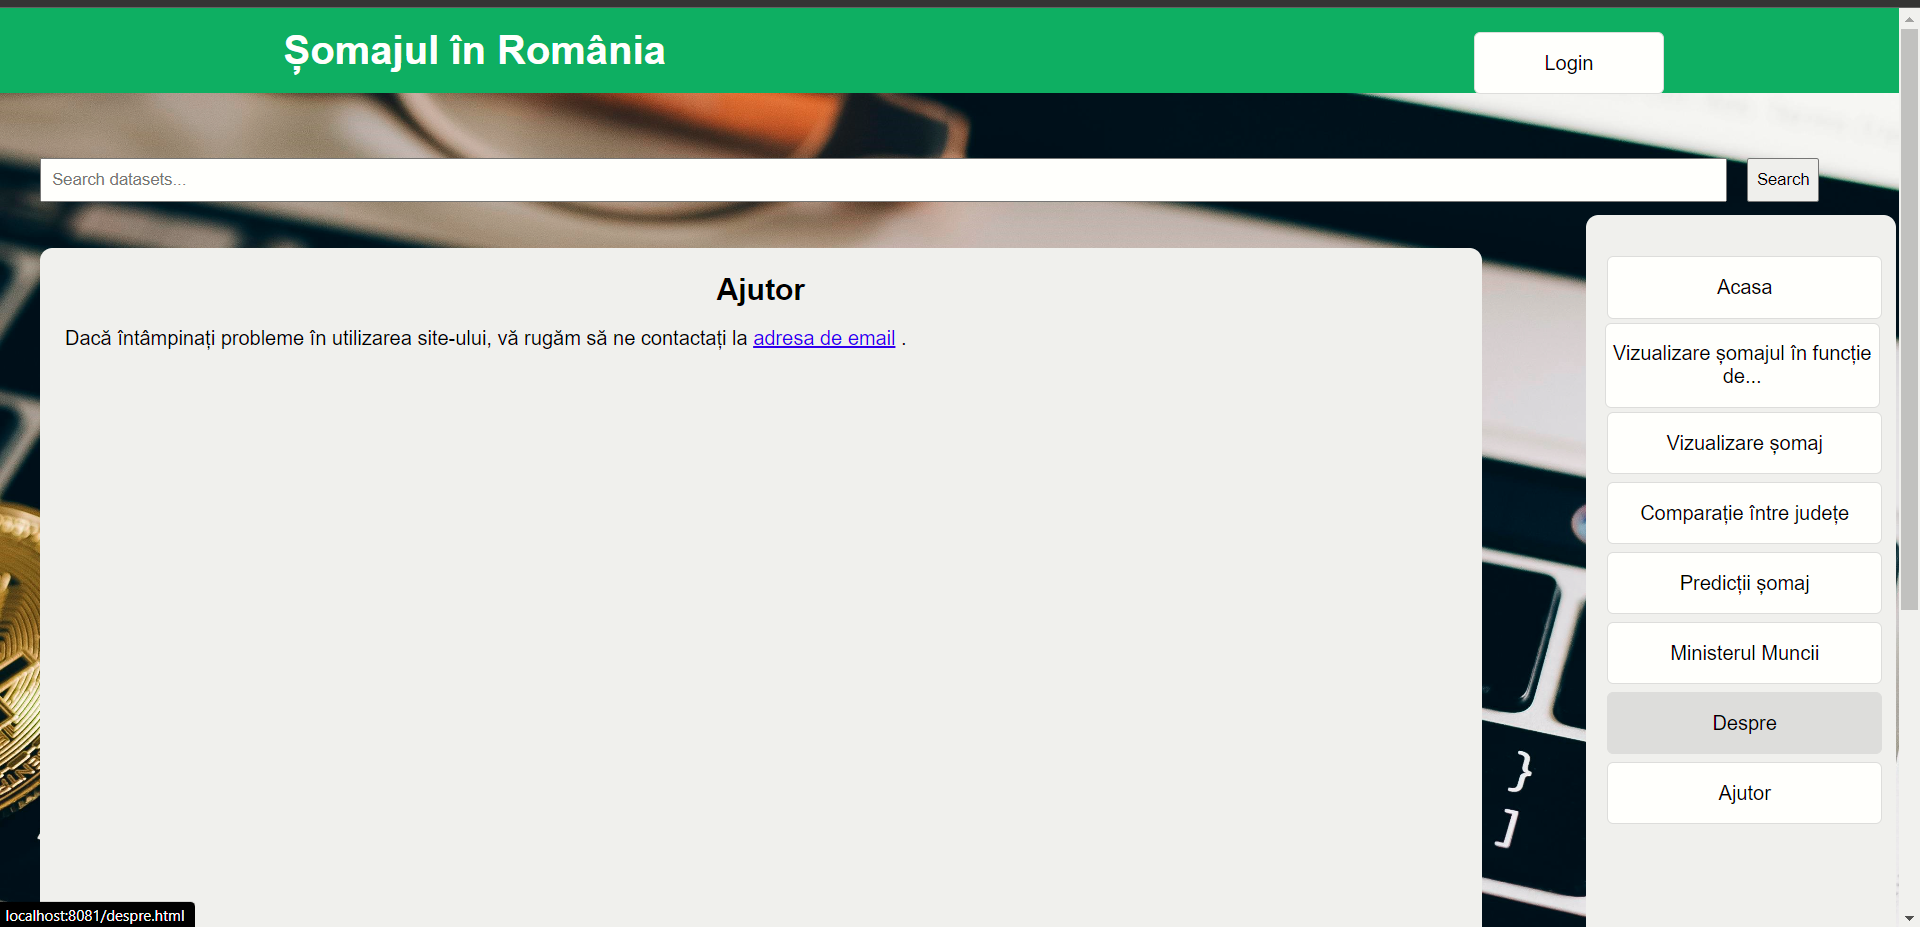 Șomajul în România
Login
Search datasets...
Search
Ajutor
Dacă întâmpinați probleme în utilizarea site-ului, vă rugăm să ne contactați la adresa de email .
Acasa
Vizualizare șomajul în funcție
de...
Vizualizare șomaj
Comparație între județe
Predicții șomaj
Ministerul Muncii
Despre
Ajutor
}
]
localhost:8081/despre.html